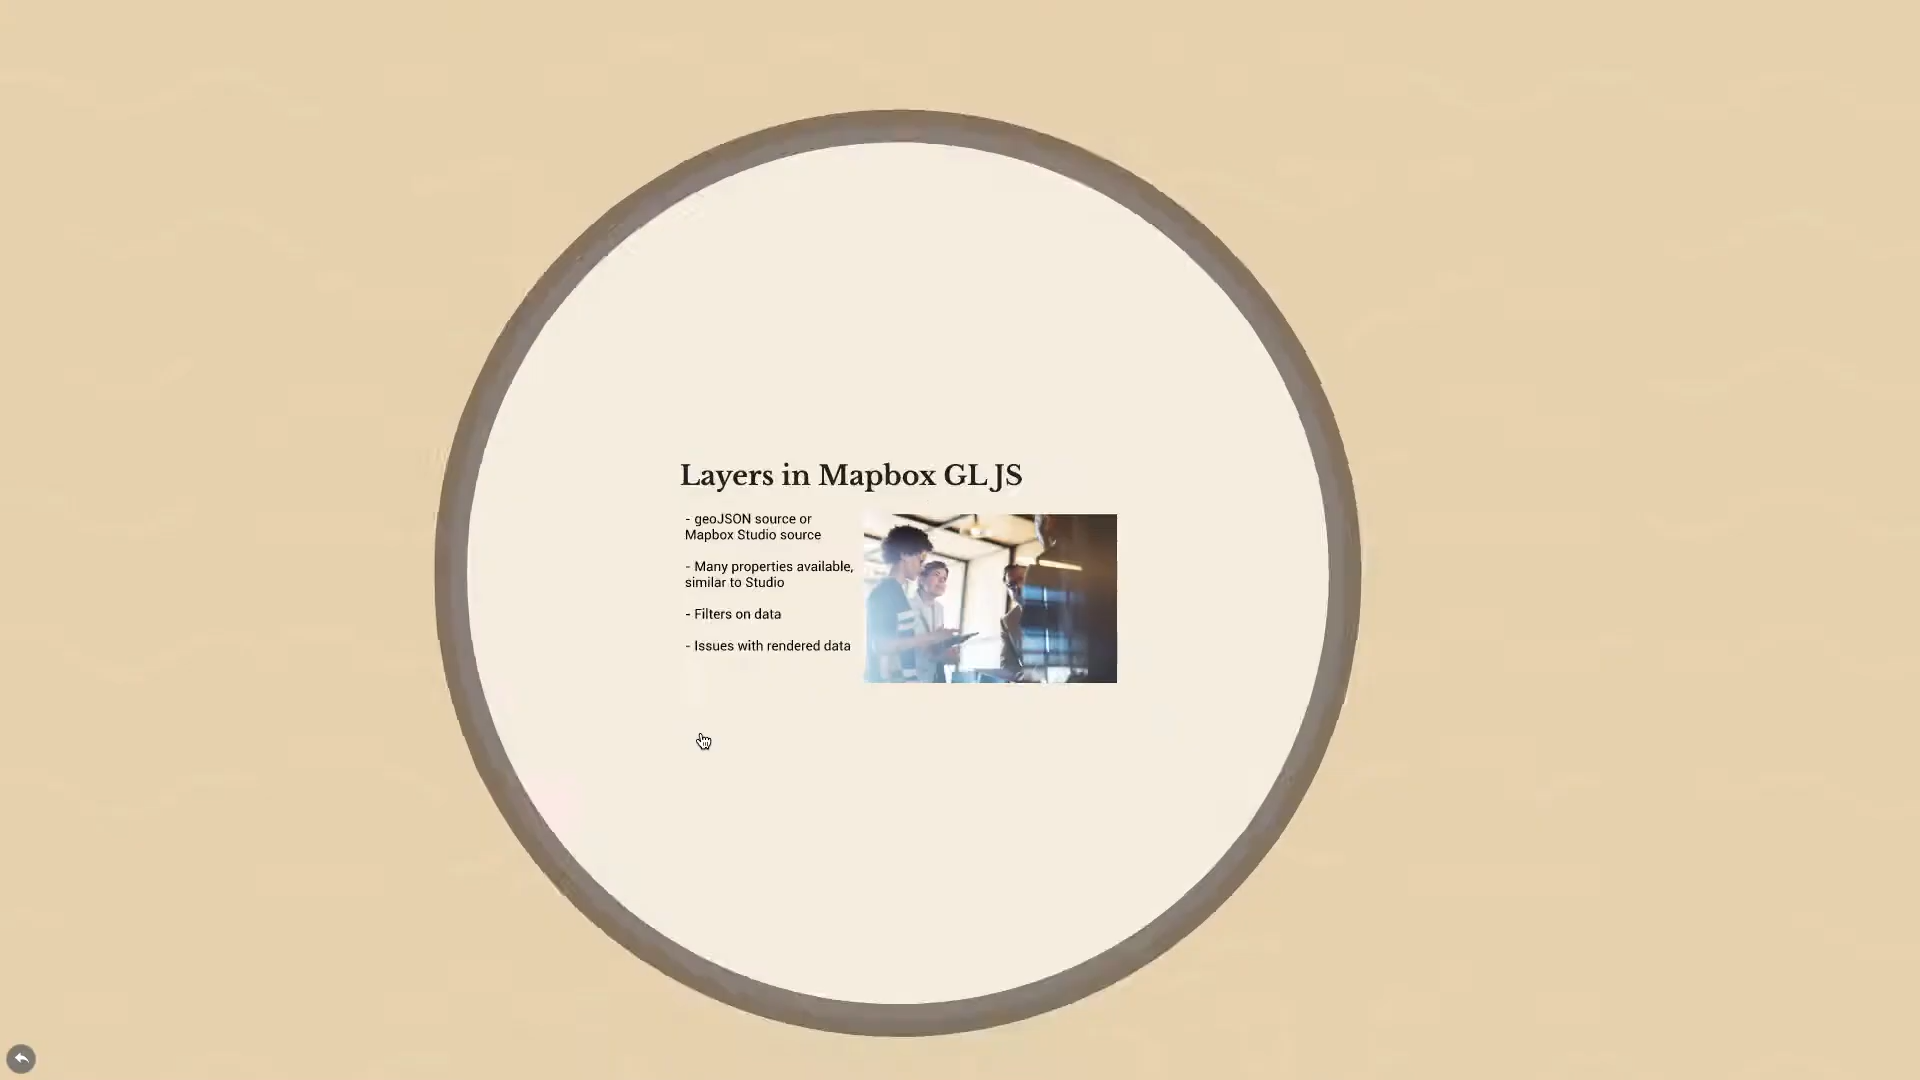 Layers in Mapbox GL JS
- geoJSON source or
Mapbox Studio source
- Many properties available,
similar to Studio
- Filters on data
- Issues with rendered data